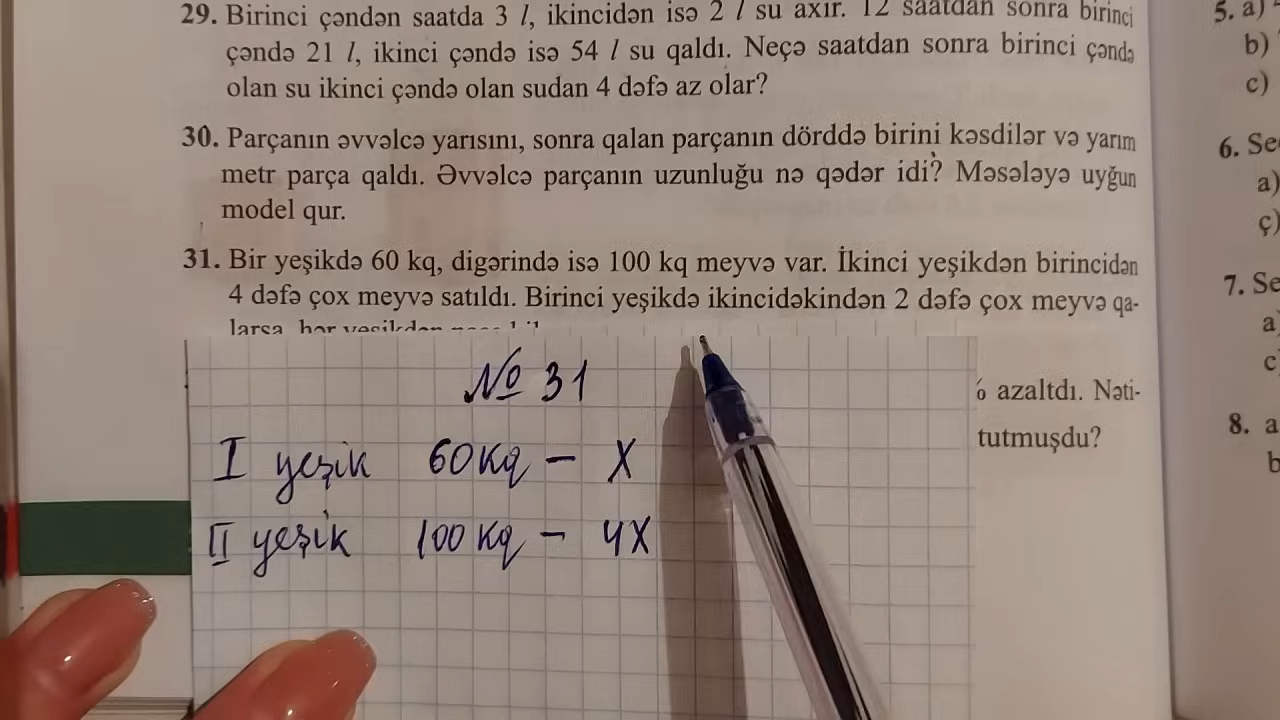 29. Birinci çəndən saatda 3 l, ikincidən isə 2 l su axır. 12 saatdan sonra birinci
çəndə 21 l, ikinci çəndə isə 54 l su qaldı. Neçə saatdan sonra birinci çəndə
olan su ikinci çəndə olan sudan 4 dəfə az olar?
30. Parçanın əvvəlcə yarısını, sonra qalan parçanın dörddə birini kəsdilər və yarım
metr parça qaldı. Əvvəlcə parçanın uzunluğu nə qədər idi? Məsələyə uyğun
model qur.
31. Bir yeşikdə 60 kq, digərində isə 100 kq meyvə var. İkinci yeşikdən birincidən
4 dəfə çox meyvə satıldı. Birinci yeşikdə ikincidəkindən 2 dəfə çox meyvə qa-
larsa, hər yeşikdən
% azaltdı. Nəti-
tutmuşdu?
№ 31
I yeşik 60 kq – X
II yeşik 100 kq – 4X
5. a)
b)
c)
6. Se
a)
ç)
7. Se
a
c
8. a
b